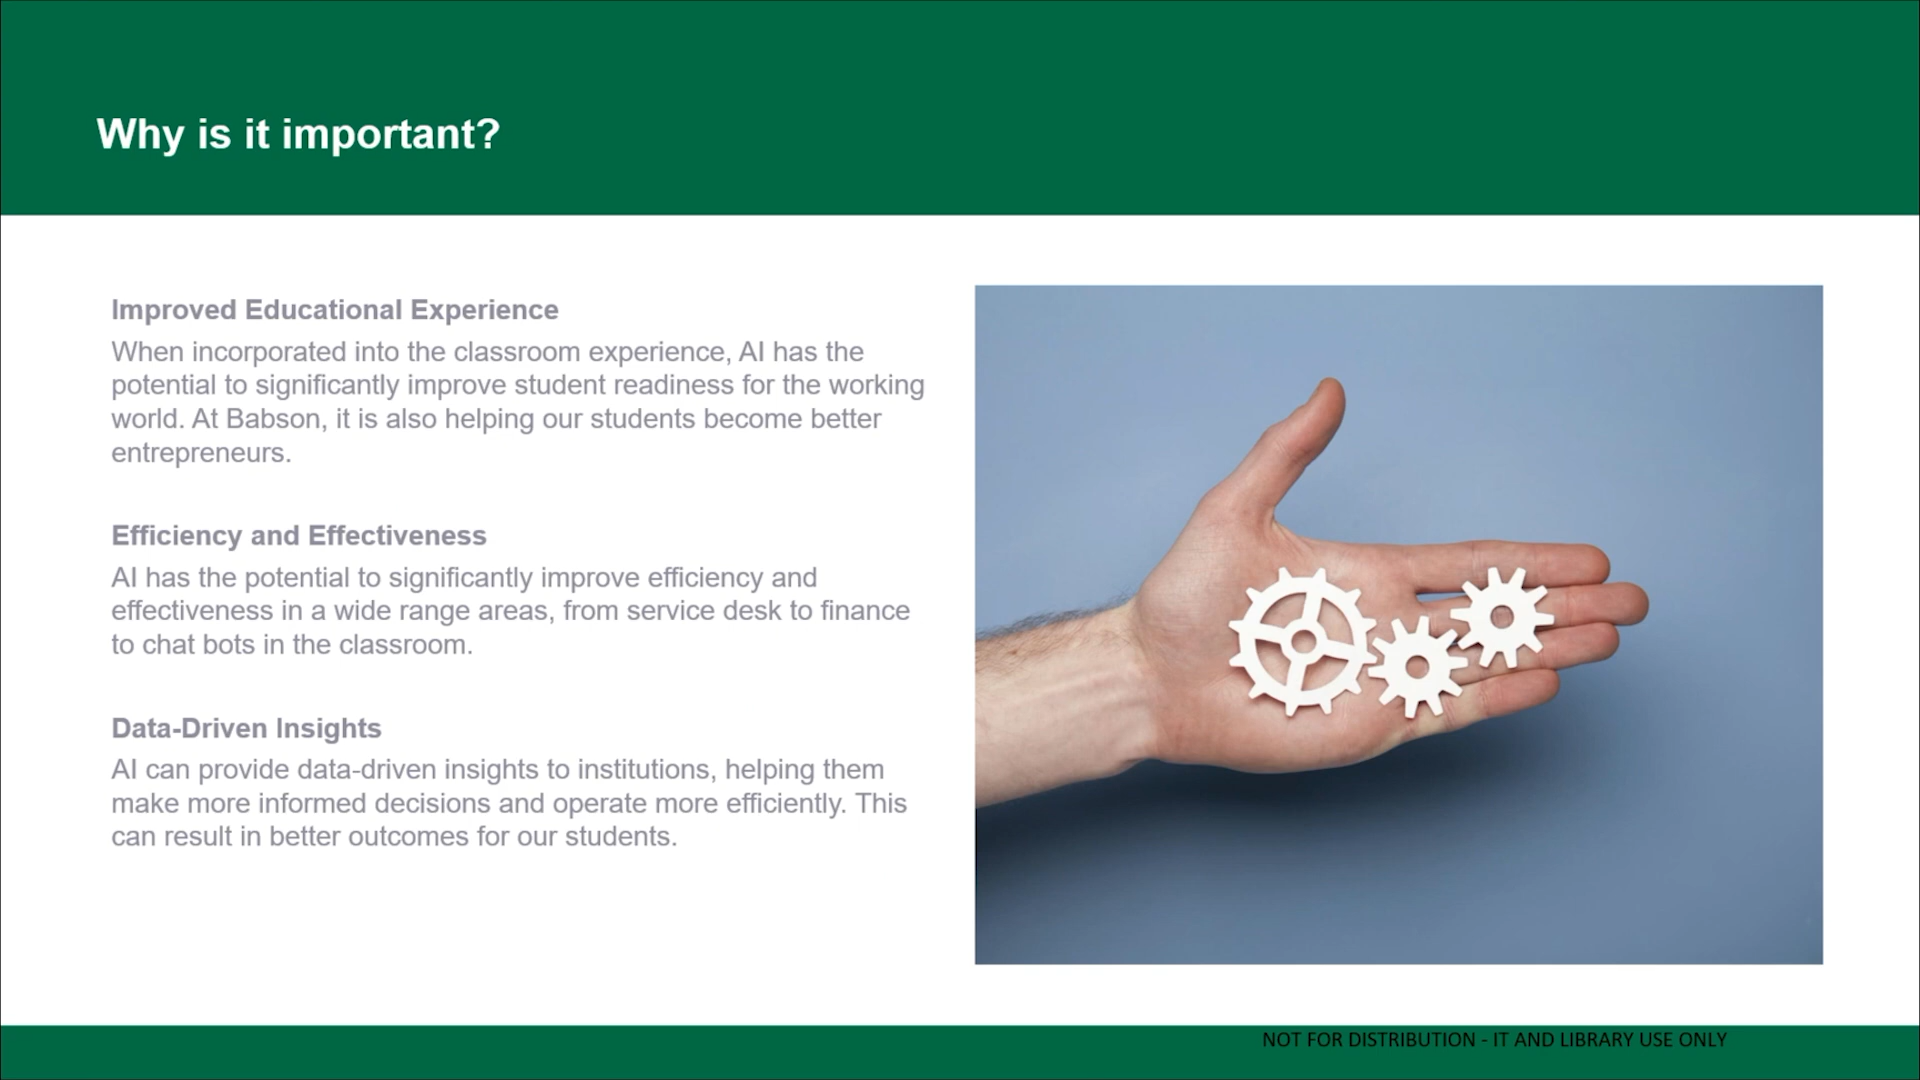 Why is it important?
Improved Educational Experience
When incorporated into the classroom experience, AI has the
potential to significantly improve student readiness for the working
world. At Babson, it is also helping our students become better
entrepreneurs.
Efficiency and Effectiveness
AI has the potential to significantly improve efficiency and
effectiveness in a wide range areas, from service desk to finance
to chat bots in the classroom.
Data-Driven Insights
AI can provide data-driven insights to institutions, helping them
make more informed decisions and operate more efficiently. This
can result in better outcomes for our students.
NOT FOR DISTRIBUTION - IT AND LIBRARY USE ONLY